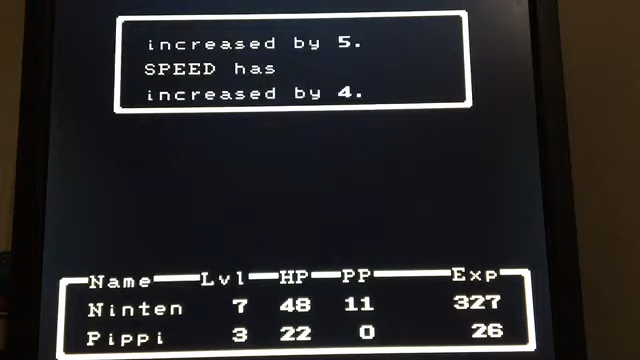 increased by 5.
SPEED has
increased by 4.
Name Lvl HP PP Exp
Ninten 7 48 11 327
Pippi 3 22 0 26